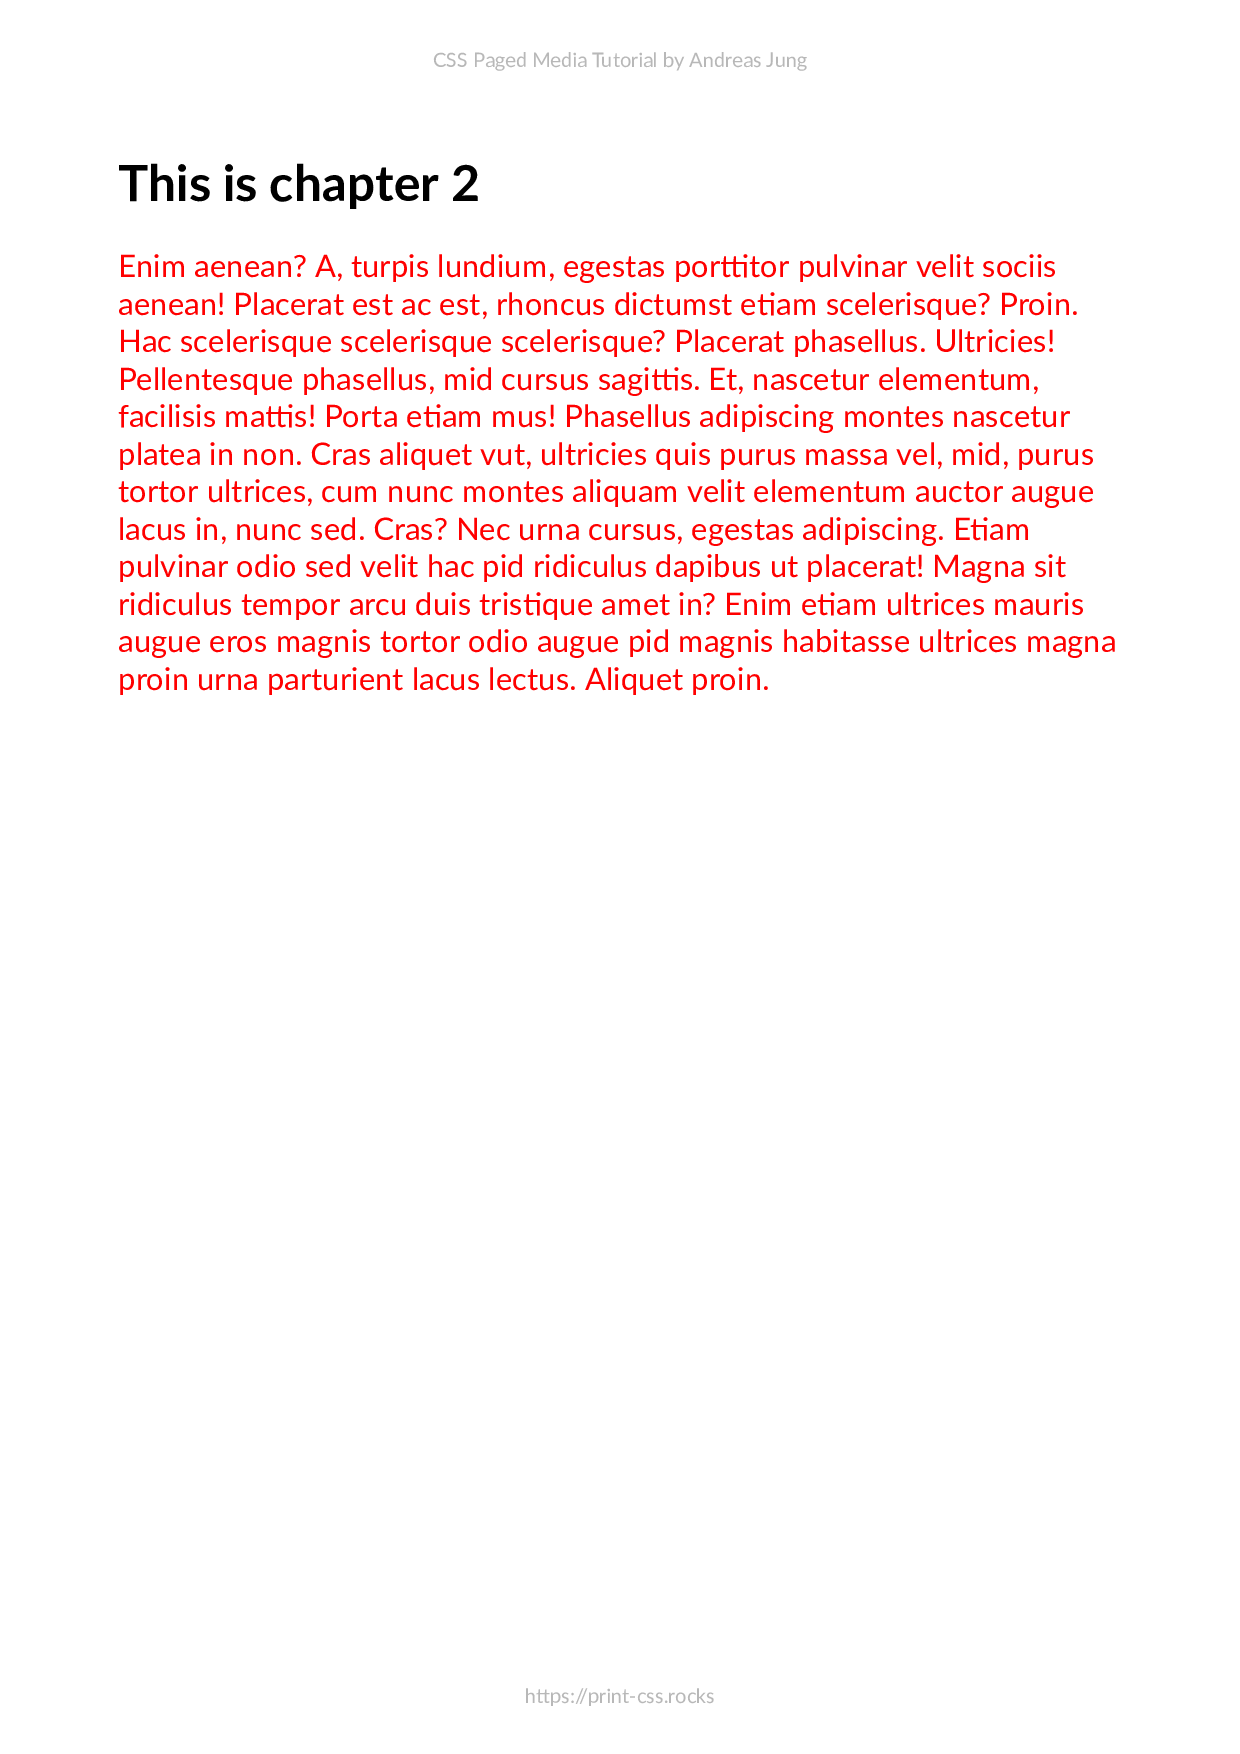 CSS Paged Media Tutorial by Andreas Jung
This is chapter 2
Enim aenean? A, turpis lundium, egestas porttitor pulvinar velit sociis
aenean! Placerat est ac est, rhoncus dictumst etiam scelerisque? Proin.
Hac scelerisque scelerisque scelerisque? Placerat phasellus. Ultricies!
Pellentesque phasellus, mid cursus sagittis. Et, nascetur elementum,
facilisis mattis! Porta etiam mus! Phasellus adipiscing montes nascetur
platea in non. Cras aliquet vut, ultricies quis purus massa vel, mid, purus
tortor ultrices, cum nunc montes aliquam velit elementum auctor augue
lacus in, nunc sed. Cras? Nec urna cursus, egestas adipiscing. Etiam
pulvinar odio sed velit hac pid ridiculus dapibus ut placerat! Magna sit
ridiculus tempor arcu duis tristique amet in? Enim etiam ultrices mauris
augue eros magnis tortor odio augue pid magnis habitasse ultrices magna
proin urna parturient lacus lectus. Aliquet proin.
https://print-css.rocks